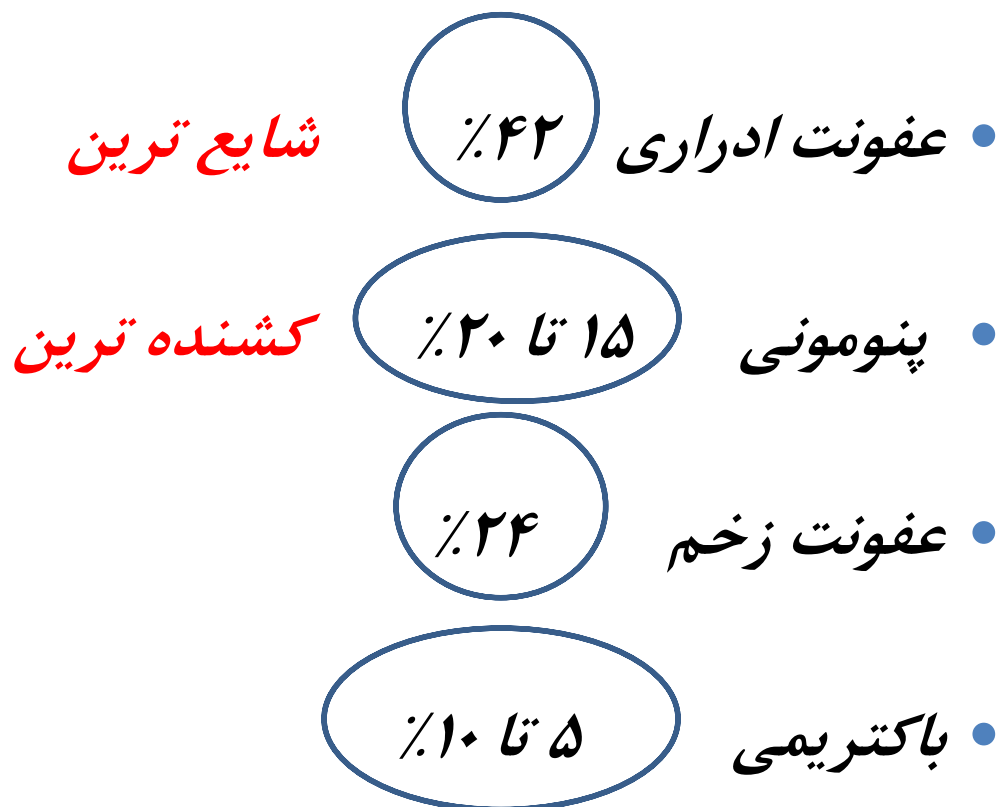 • عفونت ادراری ۴۲٪ شایع ترین
• پنومونی ۱۵ تا ۲۰٪ کشنده ترین
• عفونت زخم ۲۴٪
• باکتریمی ۵ تا ۱۰٪